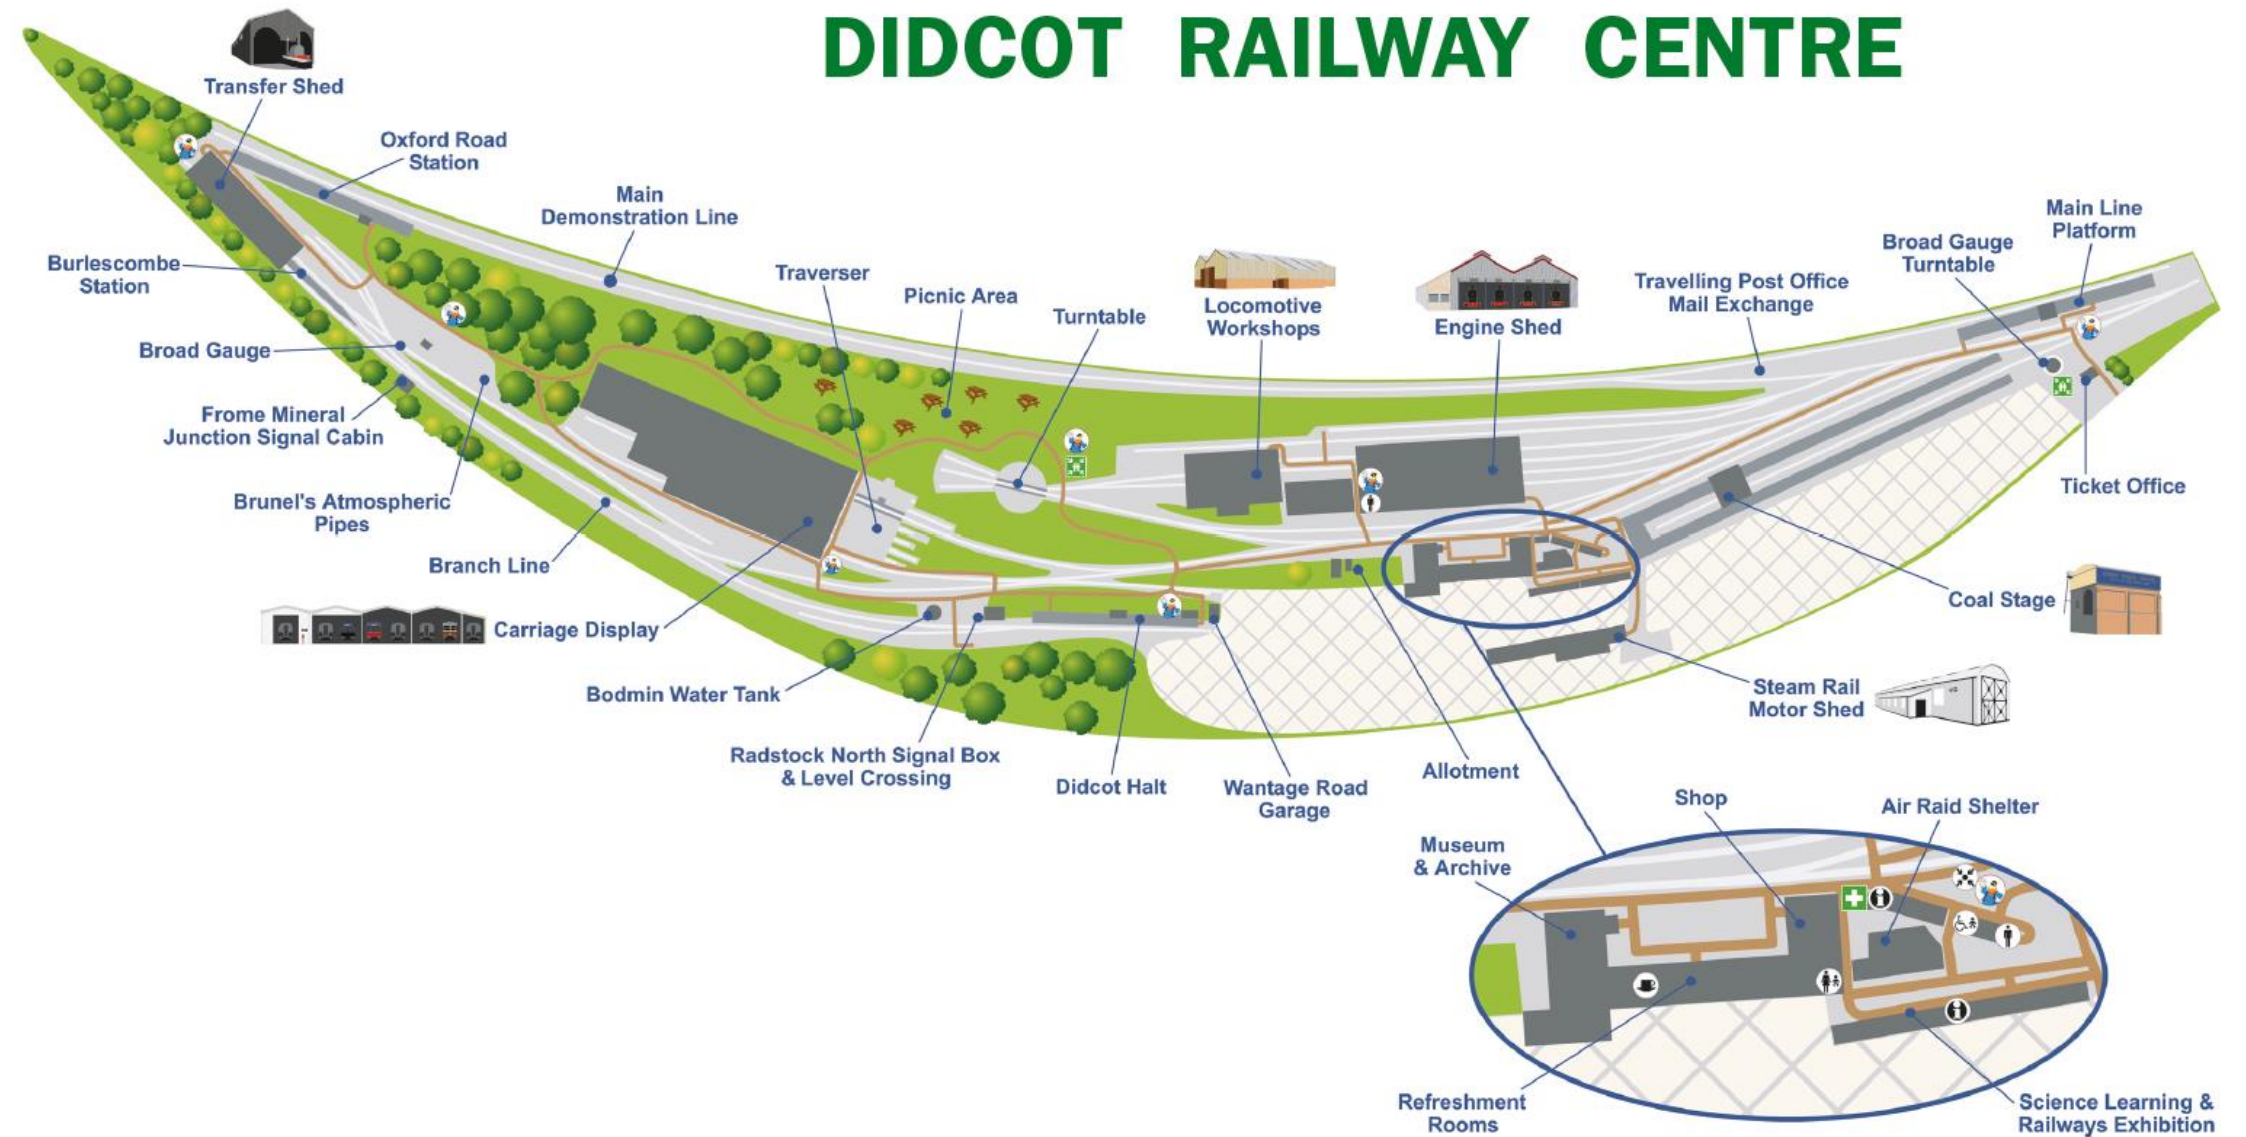 DIDCOT RAILWAY CENTRE
Transfer Shed
Oxford Road
Station
Main
Demonstration Line
Burlescombe
Station
Traverser
Picnic Area
Turntable
Locomotive
Workshops
Engine Shed
Travelling Post Office
Mail Exchange
Broad Gauge
Turntable
Main Line
Platform
Broad Gauge
Frome Mineral
Junction Signal Cabin
Brunel's Atmospheric
Pipes
Branch Line
Carriage Display
Bodmin Water Tank
Radstock North Signal Box
& Level Crossing
Didcot Halt
Wantage Road
Garage
Allotment
Ticket Office
Coal Stage
Steam Rail
Motor Shed
Shop
Air Raid Shelter
Museum
& Archive
Refreshment
Rooms
Science Learning &
Railways Exhibition